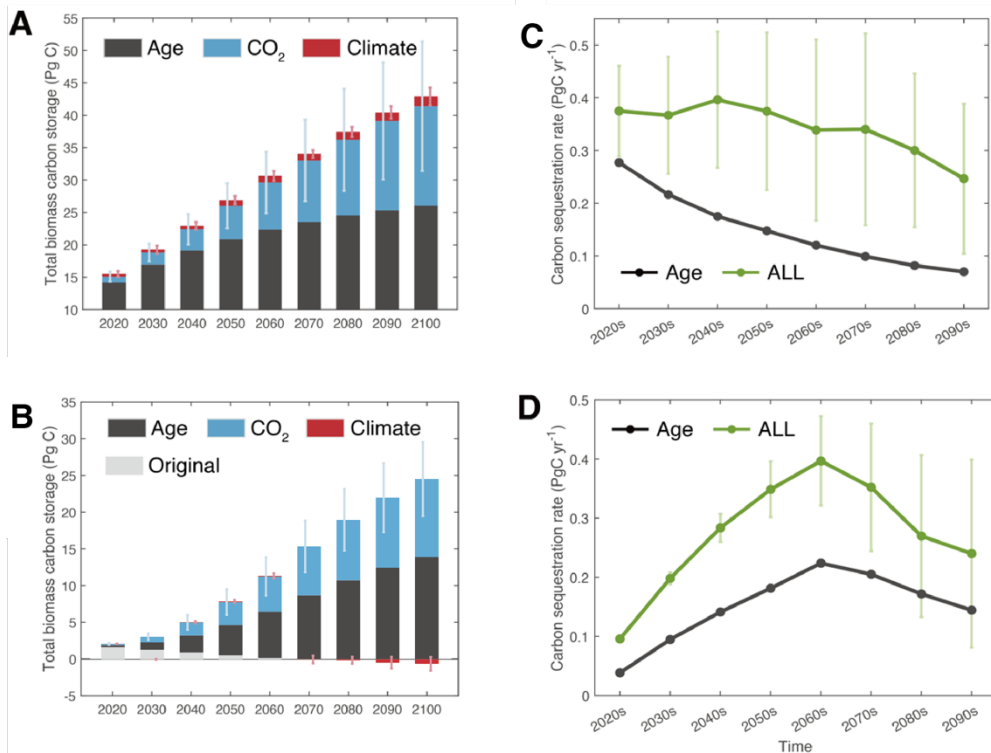 A
Age
CO₂
Climate
Total biomass carbon storage (Pg C)
55
50
45
40
35
30
25
20
15
10
2020 2030 2040 2050 2060 2070 2080 2090 2100
C
Carbon sequestration rate (PgC yr⁻¹)
0.5
0.4
0.3
0.2
0.1
0
Age
ALL
2020s 2030s 2040s 2050s 2060s 2070s 2080s 2090s
B
Age
CO₂
Climate
Original
Total biomass carbon storage (Pg C)
35
30
25
20
15
10
5
0
-5
2020 2030 2040 2050 2060 2070 2080 2090 2100
D
Age
ALL
Carbon sequestration rate (PgC yr⁻¹)
0.5
0.4
0.3
0.2
0.1
0
2020s 2030s 2040s 2050s 2060s 2070s 2080s 2090s
Time